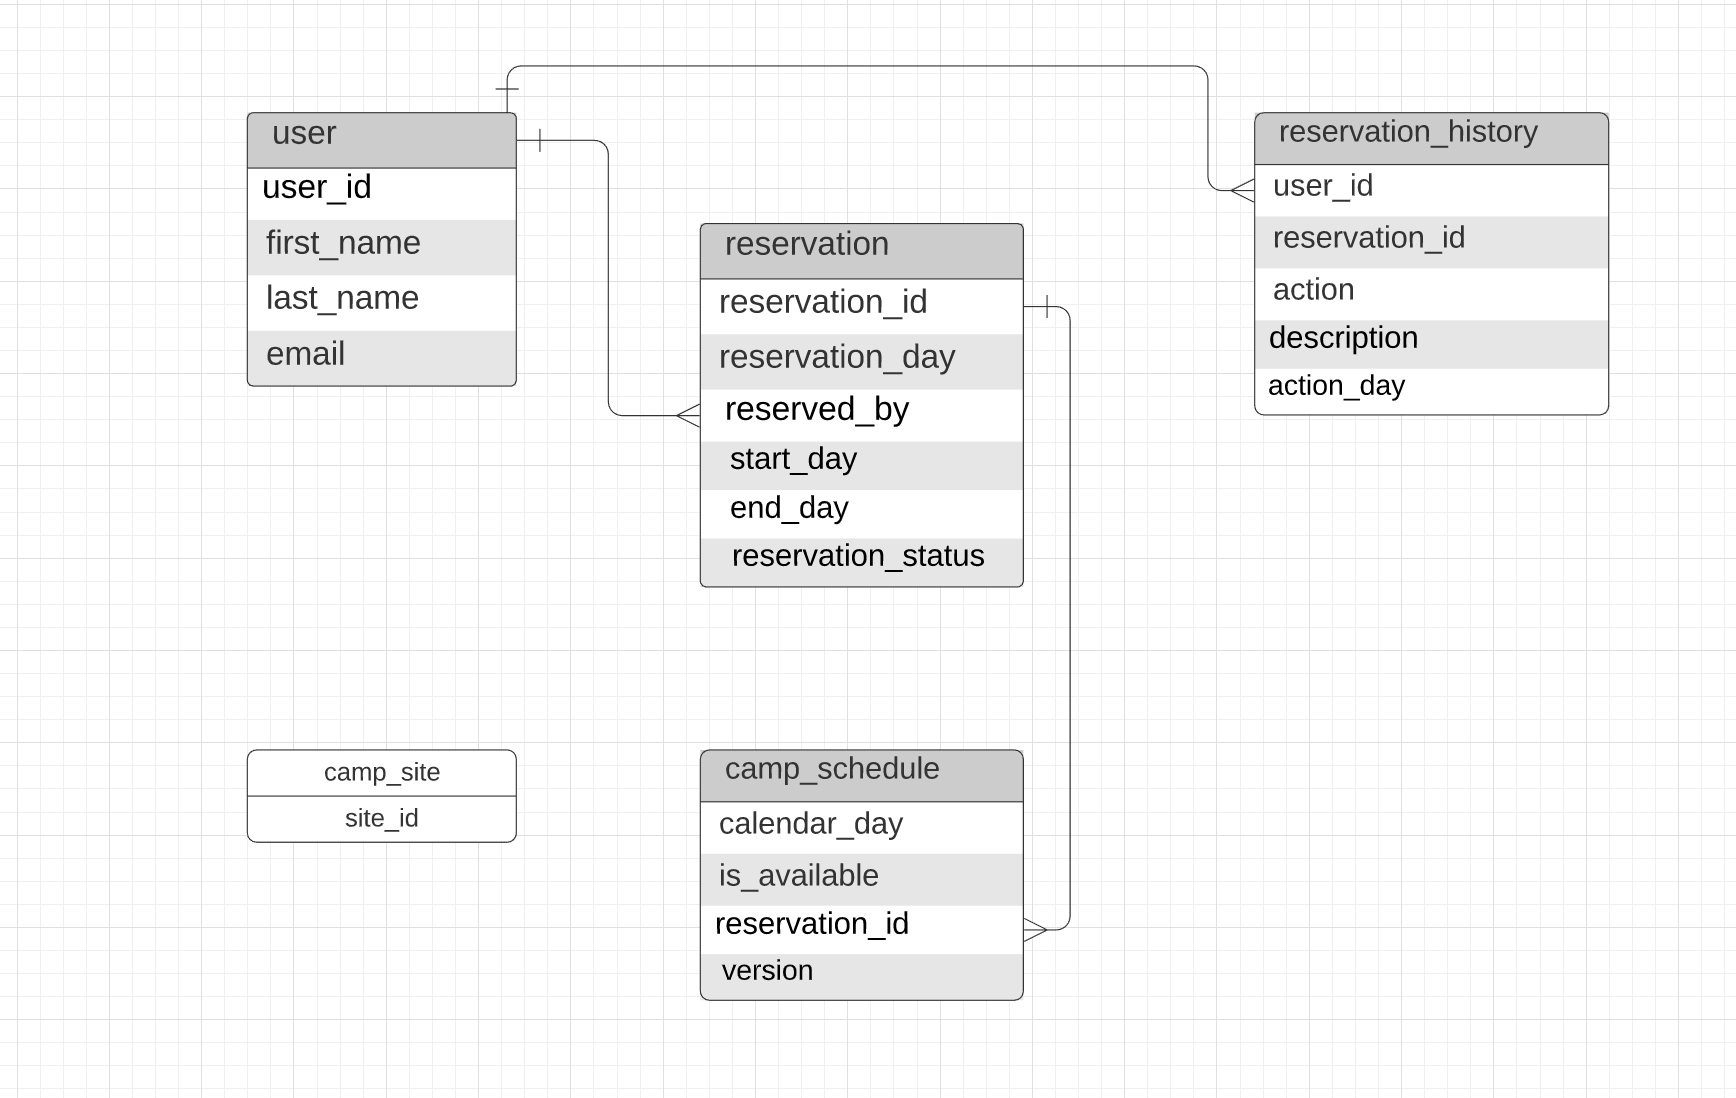 user
user_id
first_name
last_name
email
reservation
reservation_id
reservation_day
reserved_by
start_day
end_day
reservation_status
reservation_history
user_id
reservation_id
action
description
action_day
camp_site
site_id
camp_schedule
calendar_day
is_available
reservation_id
version